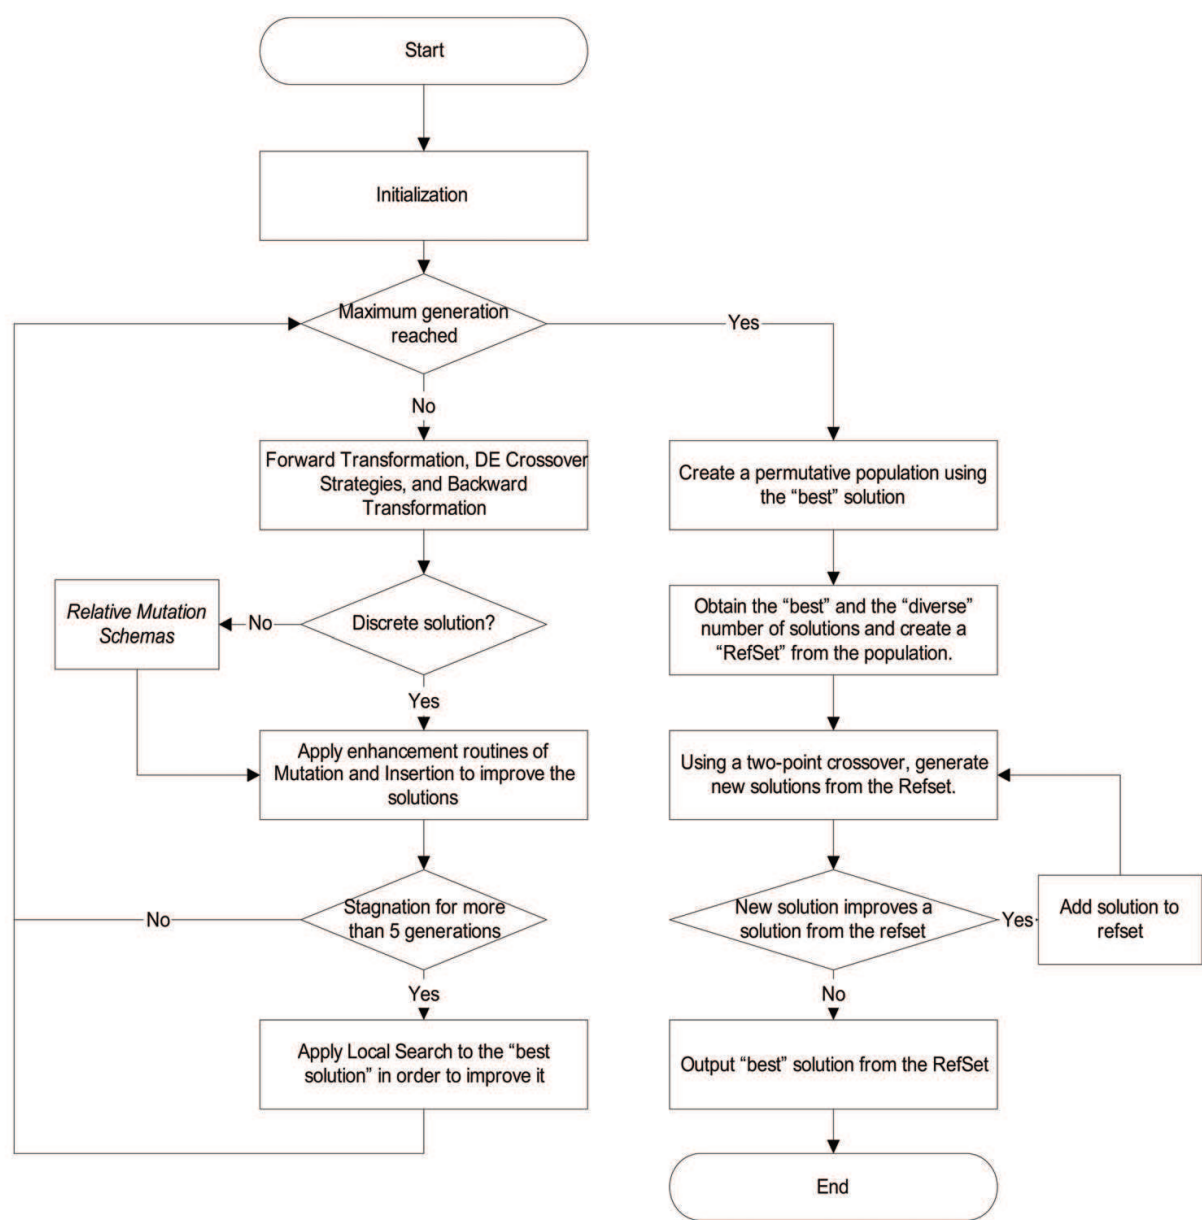 Start
Initialization
Maximum generation
reached
Yes
No
Forward Transformation, DE Crossover
Strategies, and Backward
Transformation
Create a permutative population using
the “best” solution
Relative Mutation
Schemas
No
Discrete solution?
Obtain the “best” and the “diverse”
number of solutions and create a
“RefSet” from the population.
Yes
Apply enhancement routines of
Mutation and Insertion to improve the
solutions
Using a two-point crossover, generate
new solutions from the Refset.
No
Stagnation for more
than 5 generations
New solution improves a
solution from the refset
Yes
Add solution to
refset
Yes
No
Apply Local Search to the “best
solution” in order to improve it
Output “best” solution from the RefSet
End